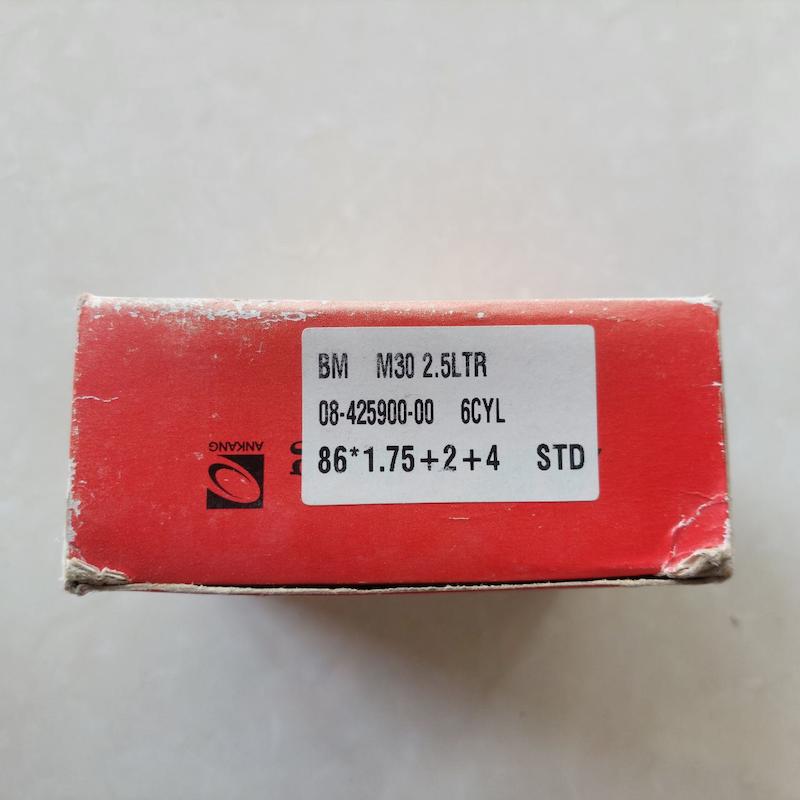 BM M30 2.5LTR
08-425900-00 6CYL
86*1.75+2+4 STD
ANKANG